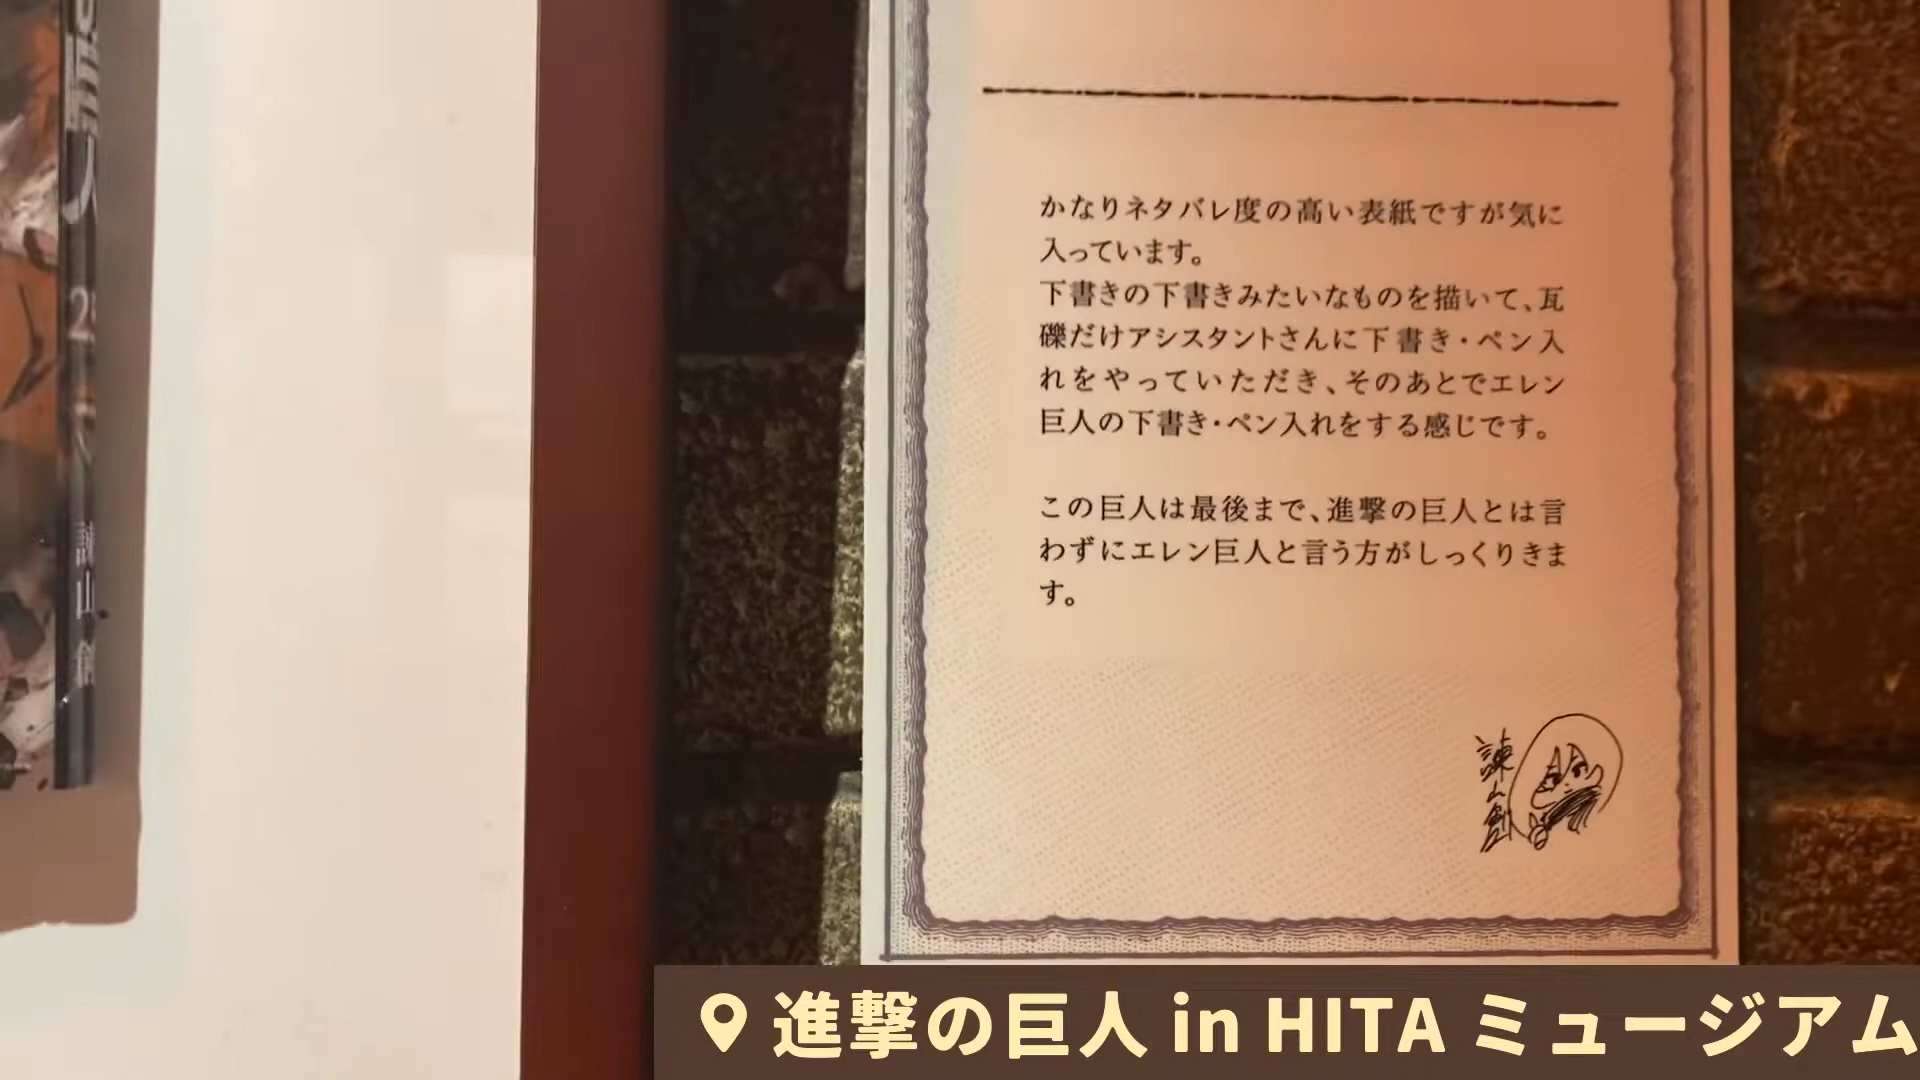 かなりネタバレ度の高い表紙ですが気に
入っています。
下書きの下書きみたいなものを描いて、瓦
礫だけアシスタントさんに下書き・ペン入
れをやっていただき、そのあとでエレン
巨人の下書き・ペン入れをする感じです。
この巨人は最後まで、進撃の巨人とは言
わずにエレン巨人と言う方がしっくりきま
す。
諫山創
諫山創
進撃の巨人 in HITA ミュージアム